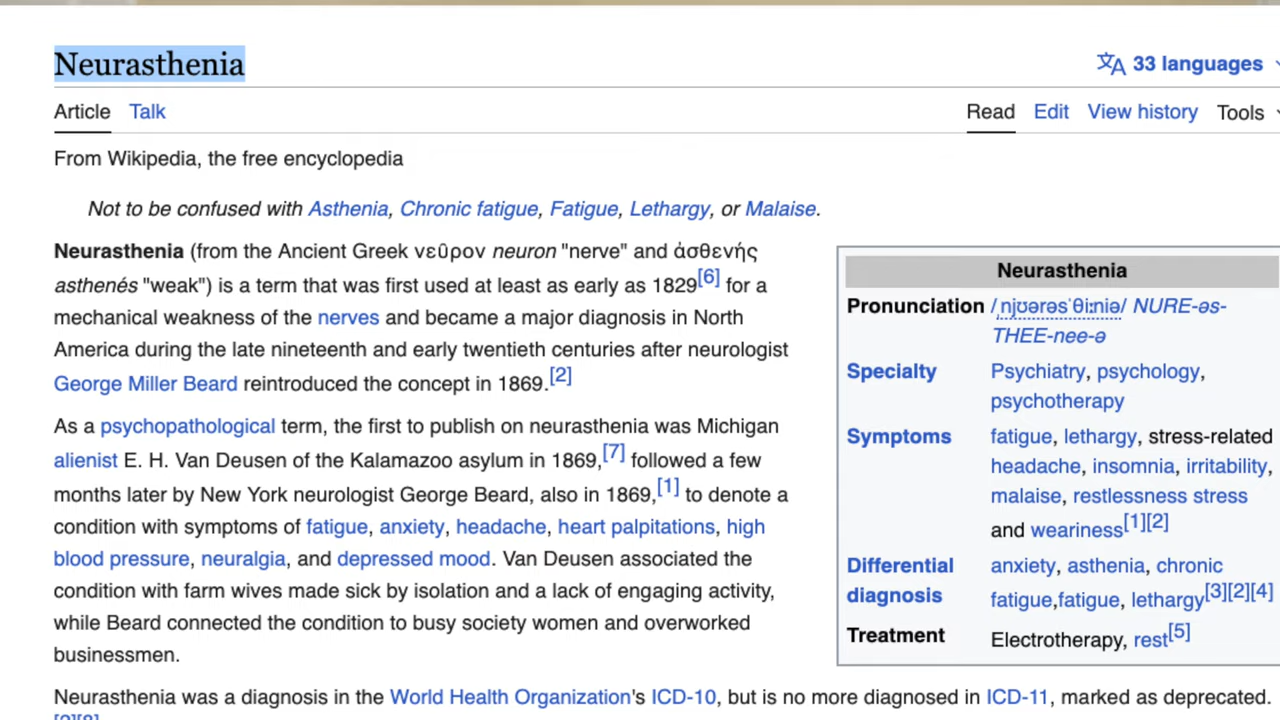 Neurasthenia
33 languages
Article Talk
Read Edit View history Tools
From Wikipedia, the free encyclopedia
Not to be confused with Asthenia, Chronic fatigue, Fatigue, Lethargy, or Malaise.
Neurasthenia (from the Ancient Greek νεῦρον neuron "nerve" and ἀσθενής
asthenés "weak") is a term that was first used at least as early as 1829[6] for a
mechanical weakness of the nerves and became a major diagnosis in North
America during the late nineteenth and early twentieth centuries after neurologist
George Miller Beard reintroduced the concept in 1869.[2]
As a psychopathological term, the first to publish on neurasthenia was Michigan
alienist E. H. Van Deusen of the Kalamazoo asylum in 1869,[7] followed a few
months later by New York neurologist George Beard, also in 1869,[1] to denote a
condition with symptoms of fatigue, anxiety, headache, heart palpitations, high
blood pressure, neuralgia, and depressed mood. Van Deusen associated the
condition with farm wives made sick by isolation and a lack of engaging activity,
while Beard connected the condition to busy society women and overworked
businessmen.
Neurasthenia
Pronunciation /ˌnjʊərəsˈθiːniə/ NURE-əs-
THEE-nee-ə
Specialty Psychiatry, psychology,
psychotherapy
Symptoms fatigue, lethargy, stress-related
headache, insomnia, irritability,
malaise, restlessness stress
and weariness[1][2]
Differential anxiety, asthenia, chronic
diagnosis fatigue,fatigue, lethargy[3][2][4]
Treatment Electrotherapy, rest[5]
Neurasthenia was a diagnosis in the World Health Organization's ICD-10, but is no more diagnosed in ICD-11, marked as deprecated.